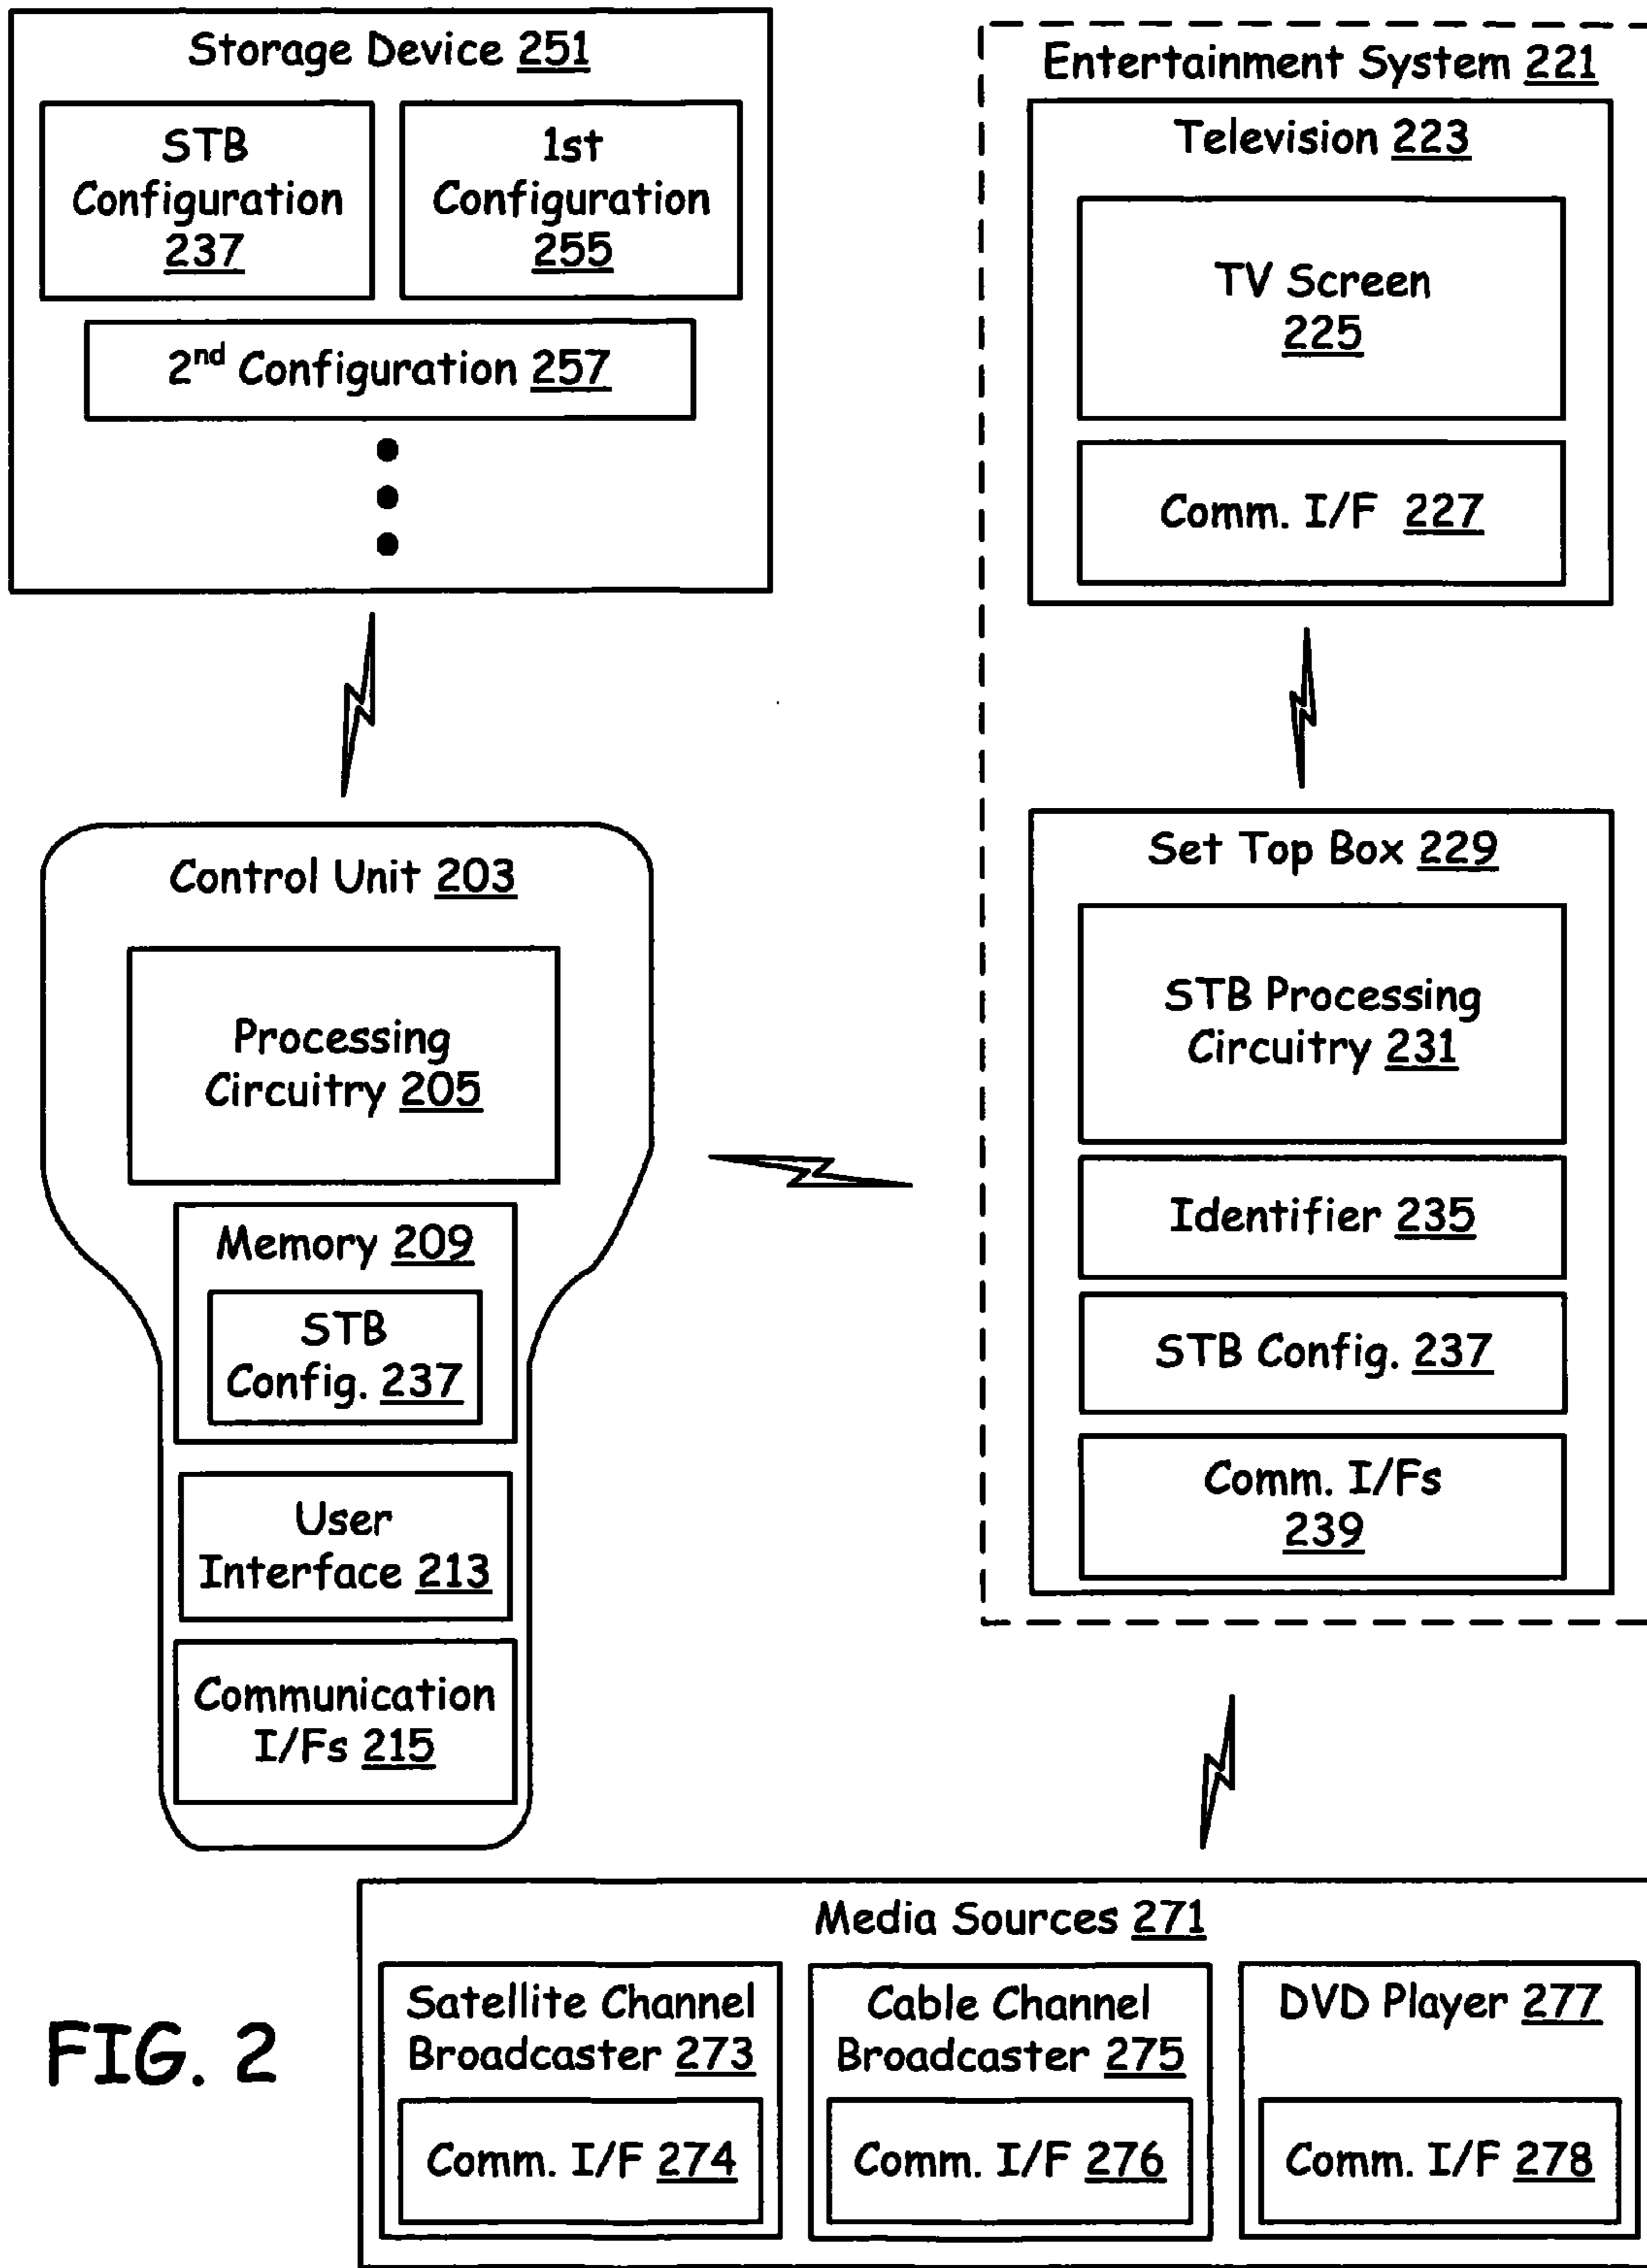 Storage Device 251
STB
Configuration
237
1st
Configuration
255
2nd Configuration 257
Entertainment System 221
Television 223
TV Screen
225
Comm. I/F 227
Control Unit 203
Processing
Circuitry 205
Memory 209
STB
Config. 237
User
Interface 213
Communication
I/Fs 215
Set Top Box 229
STB Processing
Circuitry 231
Identifier 235
STB Config. 237
Comm. I/Fs
239
Media Sources 271
Satellite Channel
Broadcaster 273
Comm. I/F 274
Cable Channel
Broadcaster 275
Comm. I/F 276
DVD Player 277
Comm. I/F 278
FIG. 2